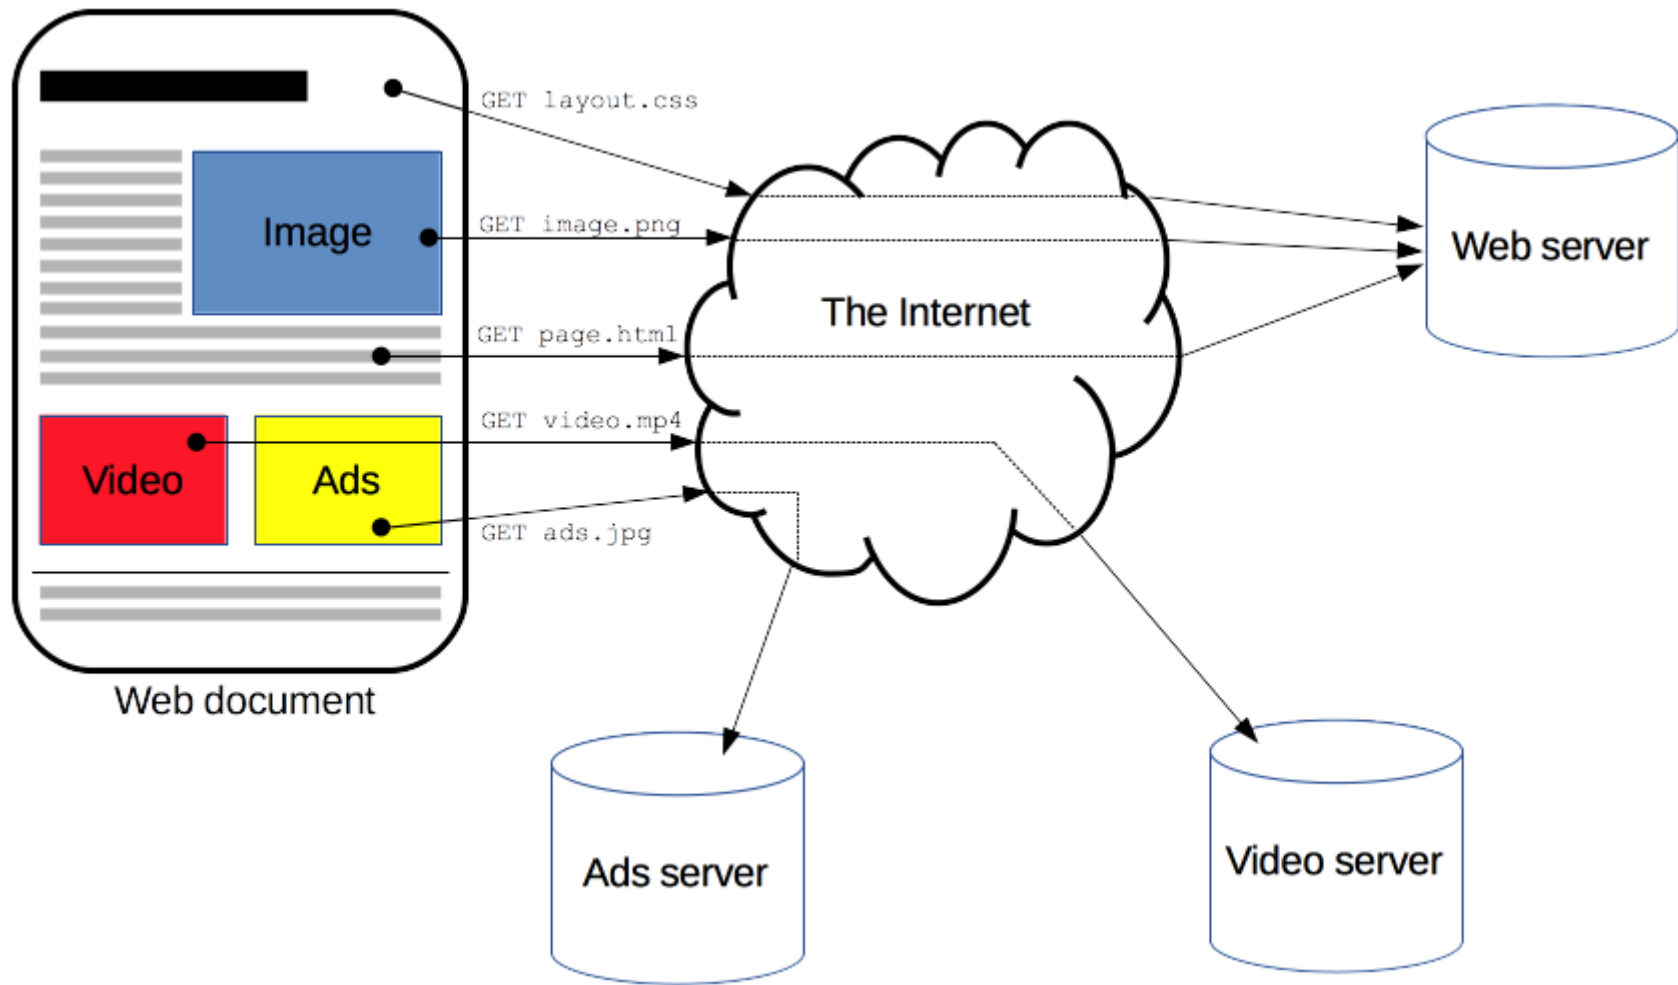 GET layout.css
Image
GET image.png
Web server
The Internet
GET page.html
GET video.mp4
Video
Ads
GET ads.jpg
Web document
Ads server
Video server